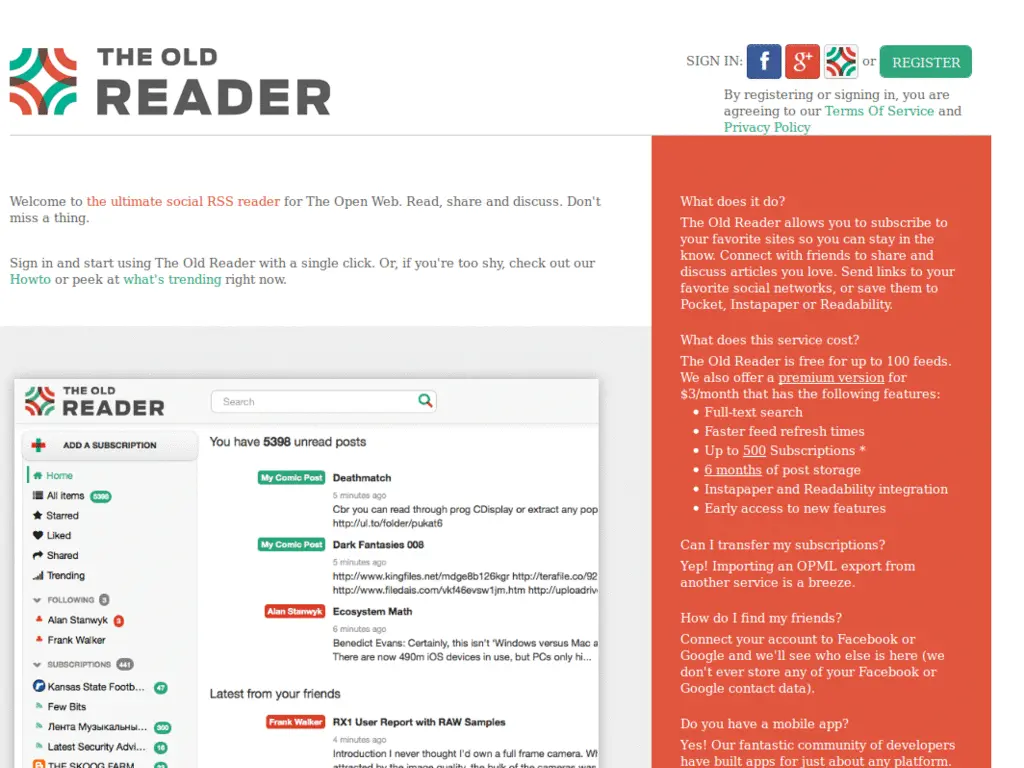 THE OLD
READER
SIGN IN: f g+ or REGISTER
By registering or signing in, you are
agreeing to our Terms Of Service and
Privacy Policy
Welcome to the ultimate social RSS reader for The Open Web. Read, share and discuss. Don't
miss a thing.
Sign in and start using The Old Reader with a single click. Or, if you're too shy, check out our
Howto or peek at what's trending right now.
THE OLD
READER
Search
ADD A SUBSCRIPTION
Home
All items 5398
Starred
Liked
Shared
Trending
FOLLOWING 3
Alan Stanwyk 3
Frank Walker
SUBSCRIPTIONS 441
Kansas State Footb... 47
Few Bits
Лента Музыкальны... 300
Latest Security Advi... 16
THE SKOOG FARM
You have 5398 unread posts
My Comic Post Deathmatch
5 minutes ago
Cbr you can read through prog CDisplay or extract any pop
http://ul.to/folder/pukat6
My Comic Post Dark Fantasies 008
5 minutes ago
http://www.kingfiles.net/mdge8b126kgr http://terafile.co/92
http://www.filedais.com/vkf46evsw1jm.htm http://uploadriv
Alan Stanwyk Ecosystem Math
6 minutes ago
Benedict Evans: Certainly, this isn't 'Windows versus Mac a
There are now 490m iOS devices in use, but PCs only hi...
Latest from your friends
Frank Walker RX1 User Report with RAW Samples
4 minutes ago
Introduction I never thought I'd own a full frame camera. Wh
attracted by the image quality, the bulk of the cameras was
What does it do?
The Old Reader allows you to subscribe to
your favorite sites so you can stay in the
know. Connect with friends to share and
discuss articles you love. Send links to your
favorite social networks, or save them to
Pocket, Instapaper or Readability.
What does this service cost?
The Old Reader is free for up to 100 feeds.
We also offer a premium version for
$3/month that has the following features:
• Full-text search
• Faster feed refresh times
• Up to 500 Subscriptions *
• 6 months of post storage
• Instapaper and Readability integration
• Early access to new features
Can I transfer my subscriptions?
Yep! Importing an OPML export from
another service is a breeze.
How do I find my friends?
Connect your account to Facebook or
Google and we'll see who else is here (we
don't ever store any of your Facebook or
Google contact data).
Do you have a mobile app?
Yes! Our fantastic community of developers
have built apps for just about any platform.